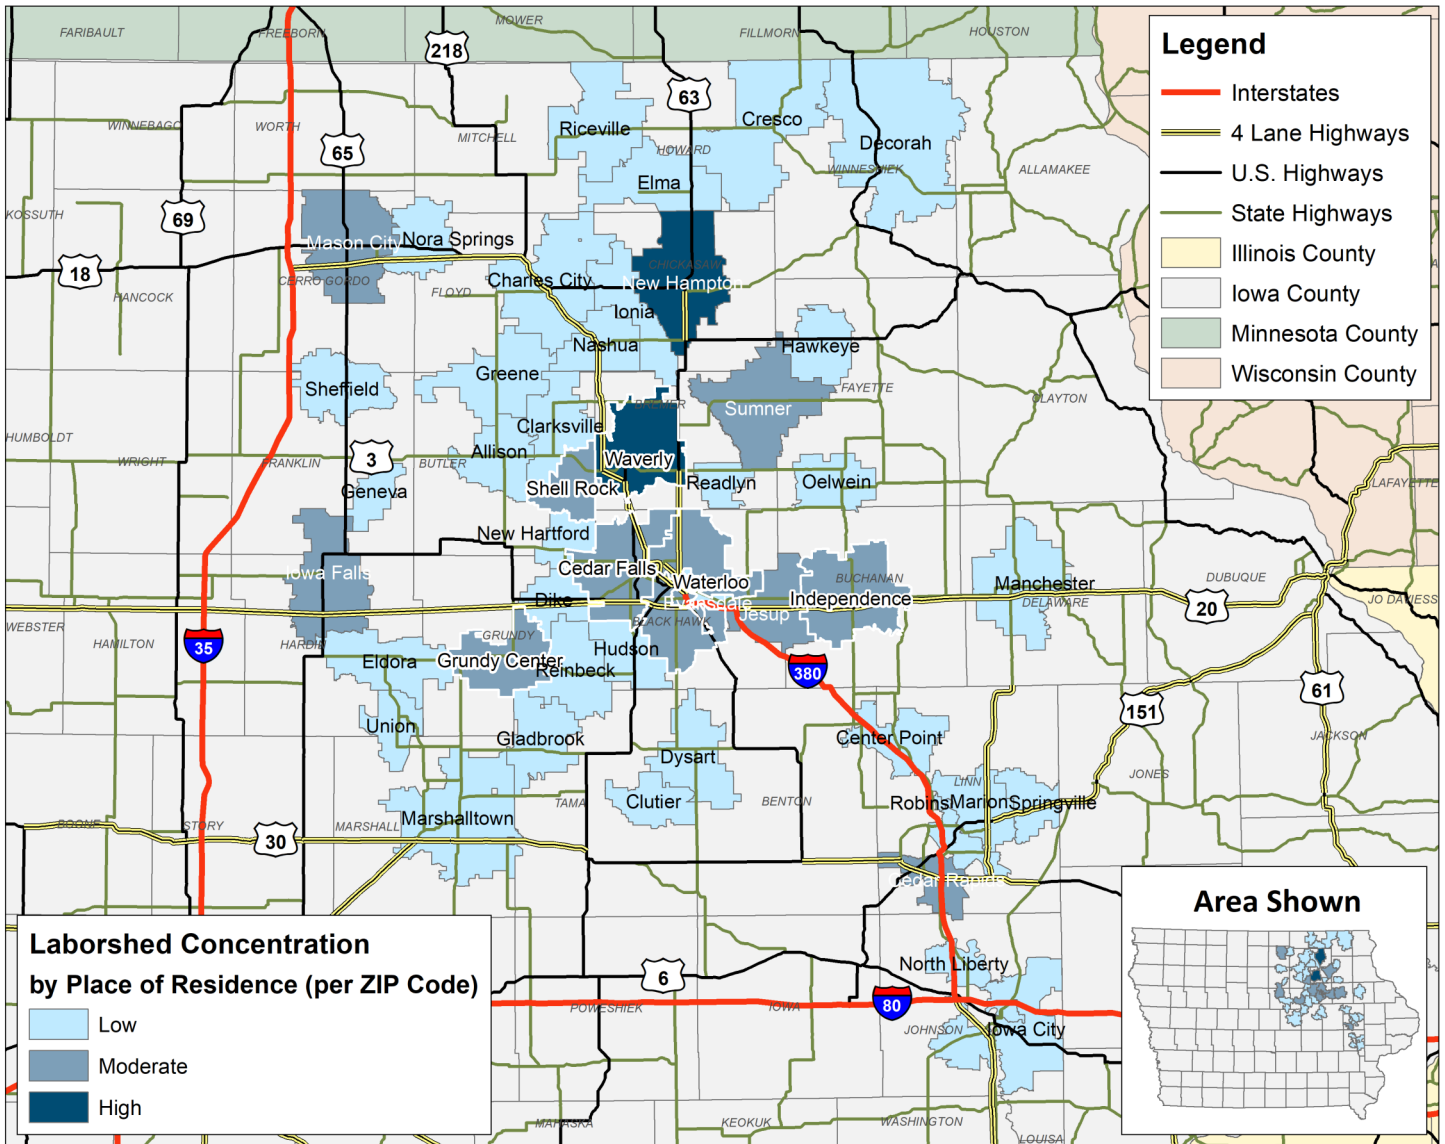 MOWER
FARIBAULT
FREEBORN
FILLMORN
HOUSTON
218
Legend
Interstates
4 Lane Highways
U.S. Highways
State Highways
Illinois County
Iowa County
Minnesota County
Wisconsin County
63
Riceville
Cresco
Decorah
WINNEBAGO
WORTH
MITCHELL
HOWARD
65
WINNESHIEK
ALLAMAKEE
Elma
KOSSUTH
69
Mason City
Nora Springs
18
CERRO GORDO
Charles City
CHICKASAW
New Hampton
HANCOCK
FLOYD
Ionia
Nashua
Hawkeye
Sheffield
Greene
FAYETTE
CLAYTON
BREMER
Sumner
HUMBOLDT
Clarksville
WRIGHT
FRANKLIN
3
BUTLER
Allison
Waverly
Geneva
Shell Rock
Readlyn
Oelwein
LAFAYETTE
New Hartford
Iowa Falls
Cedar Falls
Waterloo
BUCHANAN
Manchester
DUBUQUE
Dike
Evansdale
Independence
DELAWARE
20
JO DAVIESS
WEBSTER
HAMILTON
HARDIN
GRUNDY
BLACK HAWK
Jesup
35
Eldora
Grundy Center
Hudson
Reinbeck
380
61
151
Union
Gladbrook
Center Point
JACKSON
Dysart
LINN
JONES
Clutier
TAMA
BENTON
Robins
Marion
Springville
BOONE
STORY
MARSHALL
Marshalltown
30
Cedar Rapids
Area Shown
Laborshed Concentration
by Place of Residence (per ZIP Code)
Low
Moderate
High
North Liberty
6
POWESHIEK
IOWA
80
JOHNSON
Iowa City
MAHASKA
KEOKUK
WASHINGTON
LOUISA